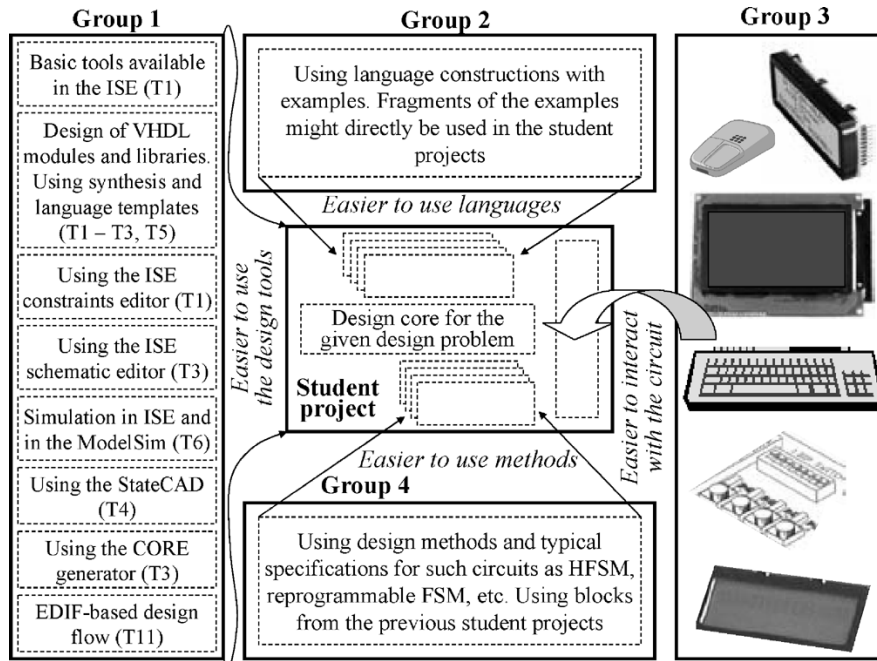 Group 1
Basic tools available
in the ISE (T1)
Design of VHDL
modules and libraries.
Using synthesis and
language templates
(T1 – T3, T5)
Using the ISE
constraints editor (T1)
Using the ISE
schematic editor (T3)
Simulation in ISE and
in the ModelSim (T6)
Using the StateCAD
(T4)
Using the CORE
generator (T3)
EDIF-based design
flow (T11)
Easier to use
the design tools
Group 2
Using language constructions with
examples. Fragments of the examples
might directly be used in the student
projects
Easier to use languages
Design core for the
given design problem
Student
project
Easier to use methods
Group 4
Using design methods and typical
specifications for such circuits as HFSM,
reprogrammable FSM, etc. Using blocks
from the previous student projects
Easier to interact
with the circuit
Group 3